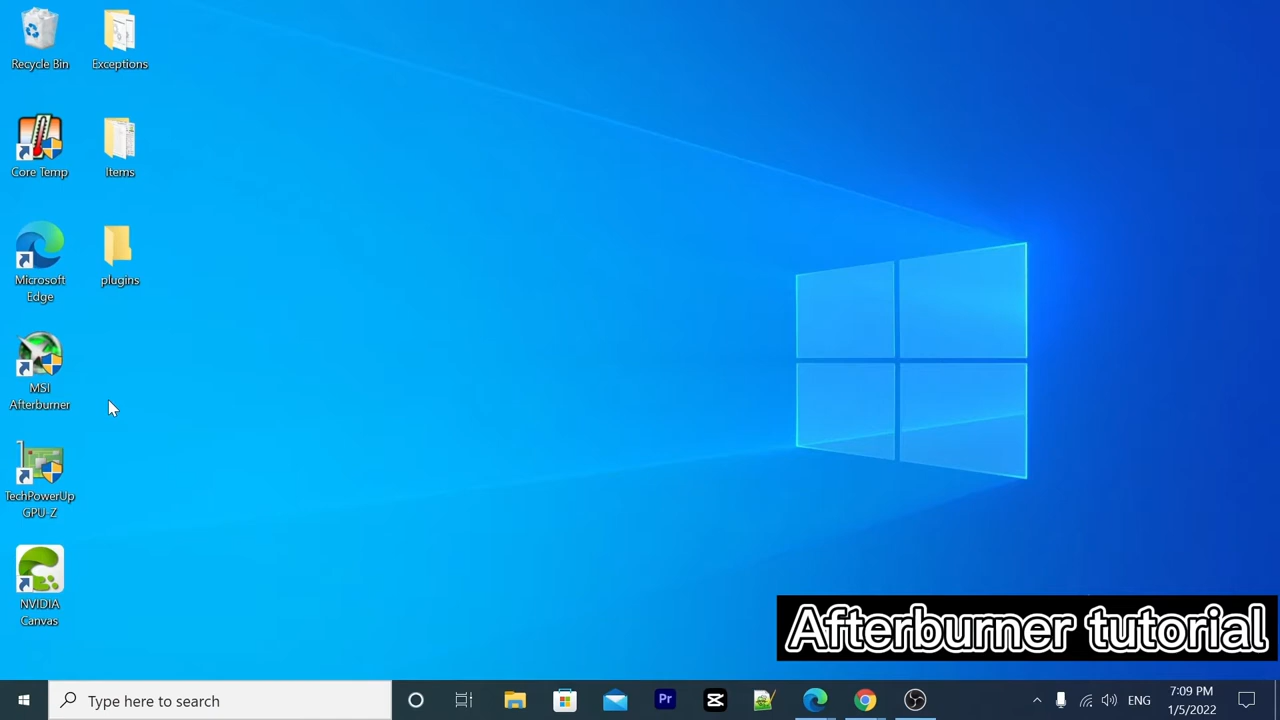 Recycle Bin
Exceptions
Core Temp
Items
Microsoft
Edge
plugins
MSI
Afterburner
TechPowerUp
GPU-Z
NVIDIA
Canvas
Afterburner tutorial
Type here to search
Pr
ENG
7:09 PM
1/5/2022